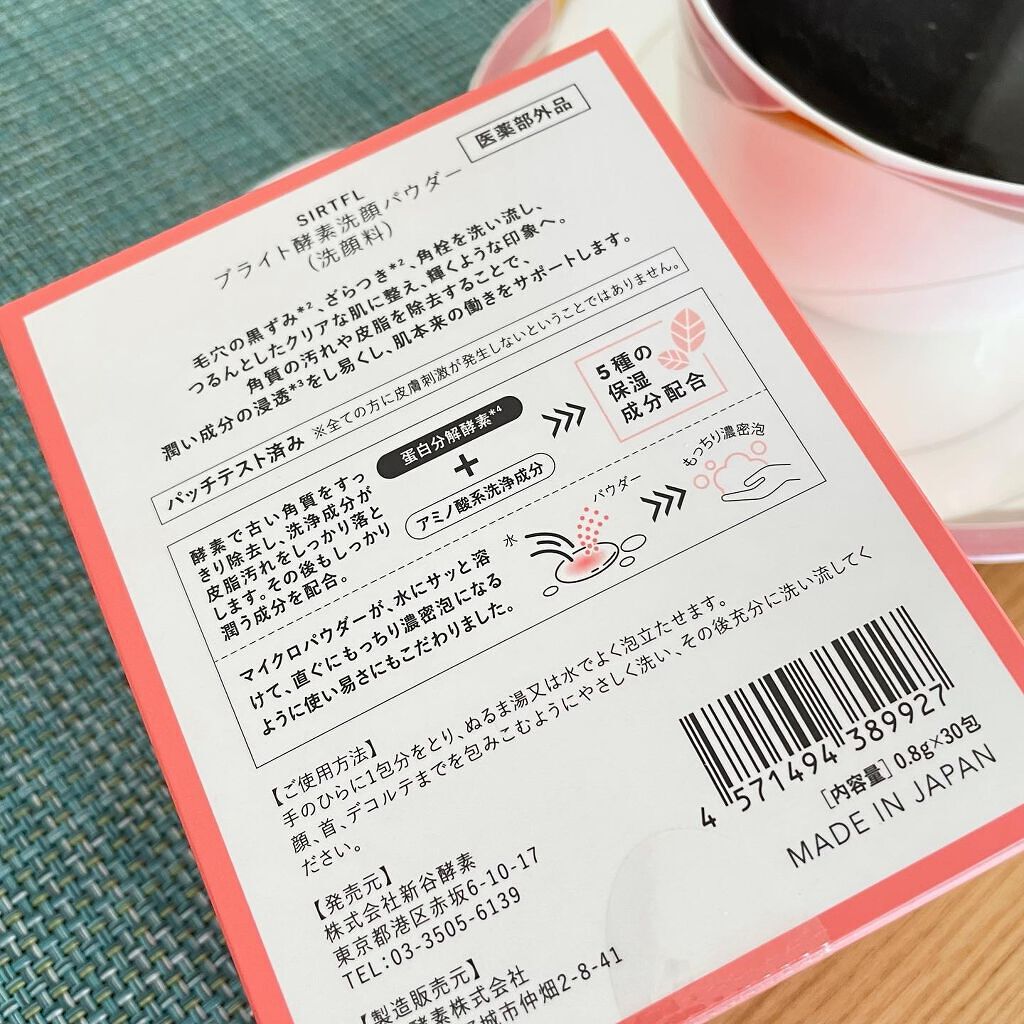 医薬部外品
SIRTFL
ブライト酵素洗顔パウダー
(洗顔料)
毛穴の黒ずみ*2、ざらつき*2、角栓を洗い流し、
つるんとしたクリアな肌に整え、輝くような印象へ。
角質の汚れや皮脂を除去することで、
潤い成分の浸透*3をし易くし、肌本来の働きをサポートします。
パッチテスト済み ※全ての方に皮膚刺激が発生しないということではありません。
酵素で古い角質をすっ
きり除去し、洗浄成分が
皮脂汚れをしっかり落と
します。その後もしっかり
潤う成分を配合。
蛋白分解酵素*4
+
アミノ酸系洗浄成分
5種の
保湿
成分配合
マイクロパウダーが、水にサッと溶
けて、直ぐにもっちり濃密泡になる
ように使い易さにもこだわりました。
水
パウダー
もっちり濃密泡
【ご使用方法】
手のひらに1包分をとり、ぬるま湯又は水でよく泡立たせます。
顔、首、デコルテまでを包みこむようにやさしく洗い、その後充分に洗い流してく
ださい。
【発売元】
株式会社新谷酵素
東京都港区赤坂6-10-17
TEL:03-3505-6139
【製造販売元】
酵素株式会社
城市仲畑2-8-41
4 571494 389927
[内容量] 0.8g×30包
MADE IN JAPAN